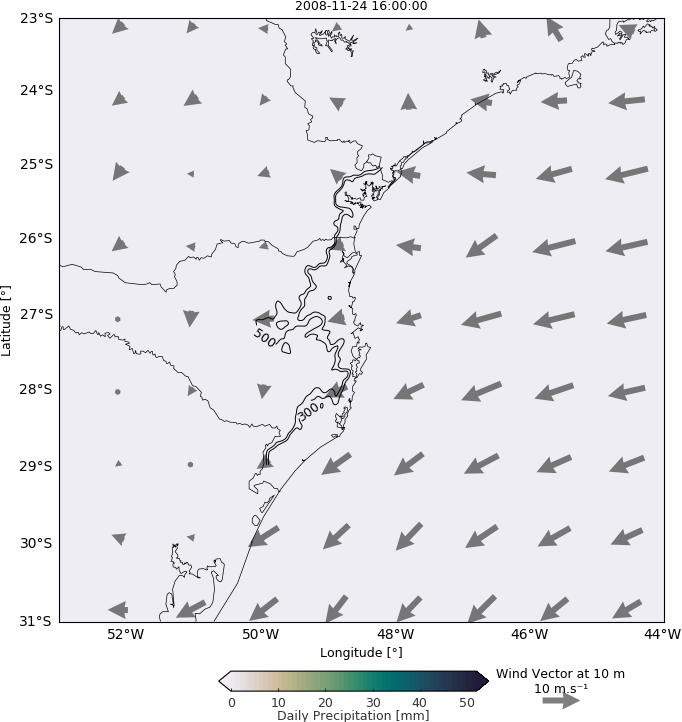 2008-11-24 16:00:00
23°S
24°S
25°S
26°S
27°S
28°S
29°S
30°S
31°S
Latitude [°]
500
300
52°W 50°W 48°W 46°W 44°W
Longitude [°]
0 10 20 30 40 50
Daily Precipitation [mm]
Wind Vector at 10 m
10 m.s⁻¹